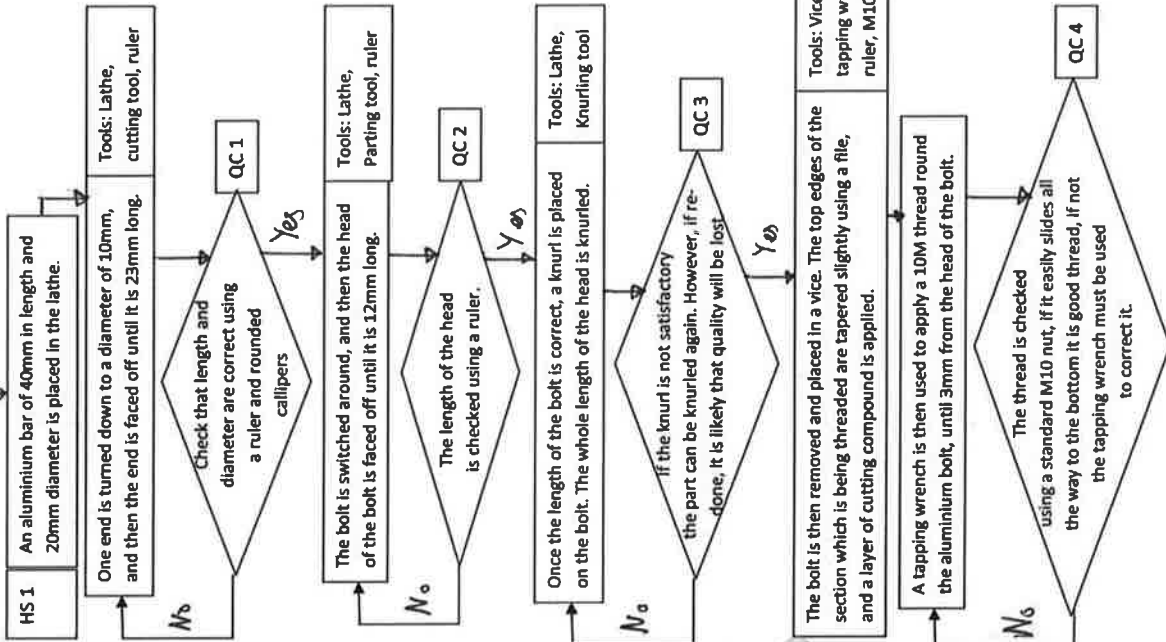 HS 1
An aluminium bar of 40mm in length and
20mm diameter is placed in the lathe.
One end is turned down to a diameter of 10mm,
and then the end is faced off until it is 23mm long.
Tools: Lathe,
cutting tool, ruler
Check that length and
diameter are correct using
a ruler and rounded
callipers
QC 1
No
Yes
The bolt is switched around, and then the head
of the bolt is faced off until it is 12mm long.
Tools: Lathe,
Parting tool, ruler
The length of the head
is checked using a ruler.
QC 2
No
Yes
Once the length of the bolt is correct, a knurl is placed
on the bolt. The whole length of the head is knurled.
Tools: Lathe,
Knurling tool
If the knurl is not satisfactory
the part can be knurled again. However, if re-
done, it is likely that quality will be lost
QC 3
No
Yes
The bolt is then removed and placed in a vice. The top edges of the
section which is being threaded are tapered slightly using a file,
and a layer of cutting compound is applied.
Tools: Vice
tapping w
ruler, M10
A tapping wrench is then used to apply a 10M thread round
the aluminium bolt, until 3mm from the head of the bolt.
The thread is checked
using a standard M10 nut, if it easily slides all
the way to the bottom it is good thread, if not
the tapping wrench must be used
to correct it.
QC 4
No